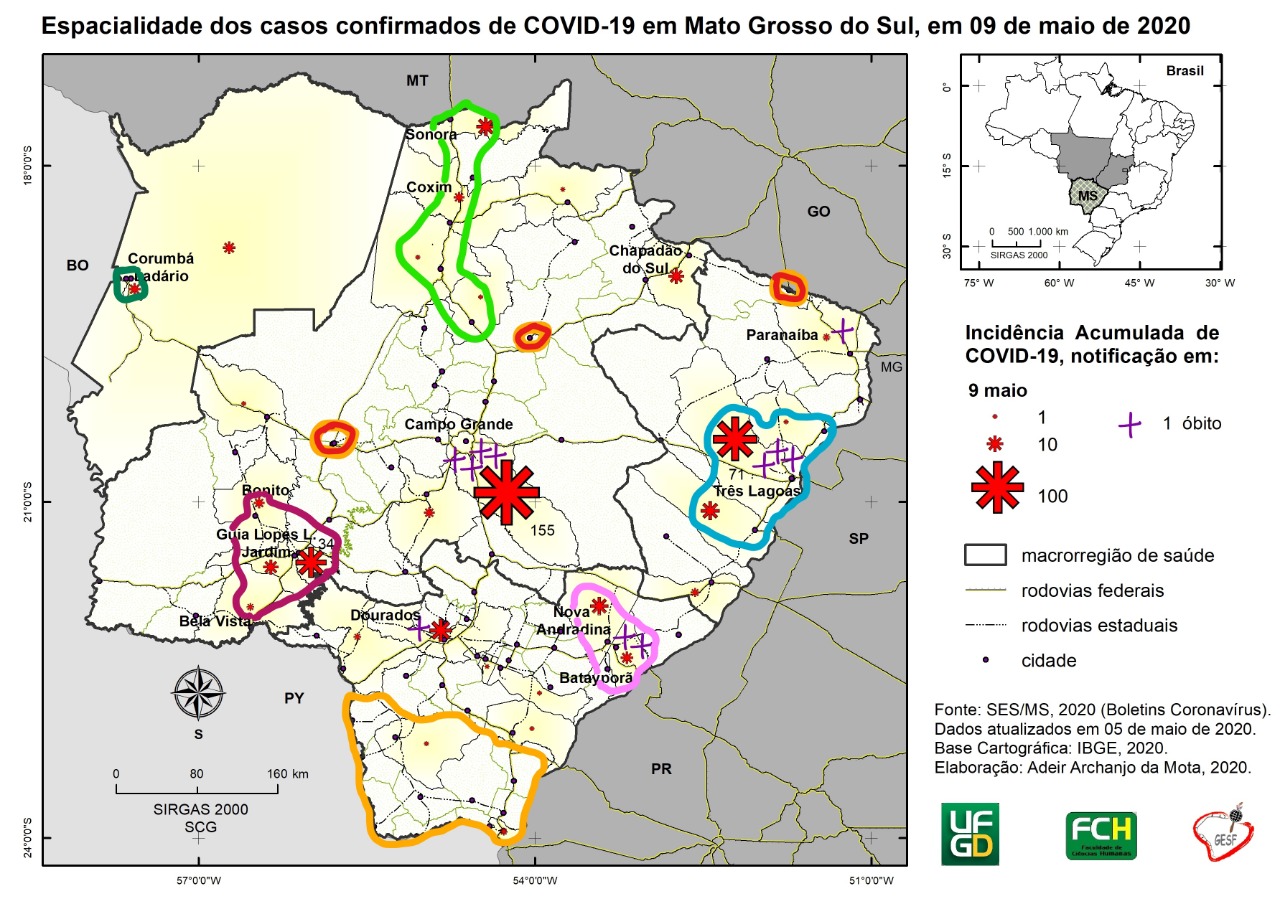 Espacialidade dos casos confirmados de COVID-19 em Mato Grosso do Sul, em 09 de maio de 2020
MT
GO
BO
MG
SP
PR
PY
Sonora
Coxim
Corumbá
Ladário
Chapadão
do Sul
Paranaíba
Campo Grande
155
71
Três Lagoas
Bonito
Guia Lopes L.
34
Jardim
Bela Vista
Dourados
Nova
Andradina
Batayporã
S
0 80 160 km
SIRGAS 2000
SCG
18°0'0"S
21°0'0"S
24°0'0"S
57°0'0"W
54°0'0"W
51°0'0"W
Brasil
0°
15° S
30° S
MS
0 500 1.000 km
SIRGAS 2000
75° W
60° W
45° W
30° W
Incidência Acumulada de
COVID-19, notificação em:
9 maio
1
10
100
1 óbito
macrorregião de saúde
rodovias federais
rodovias estaduais
cidade
Fonte: SES/MS, 2020 (Boletins Coronavírus).
Dados atualizados em 05 de maio de 2020.
Base Cartográfica: IBGE, 2020.
Elaboração: Adeir Archanjo da Mota, 2020.
UFGD
FCH
Faculdade de
Ciências Humanas
GESF